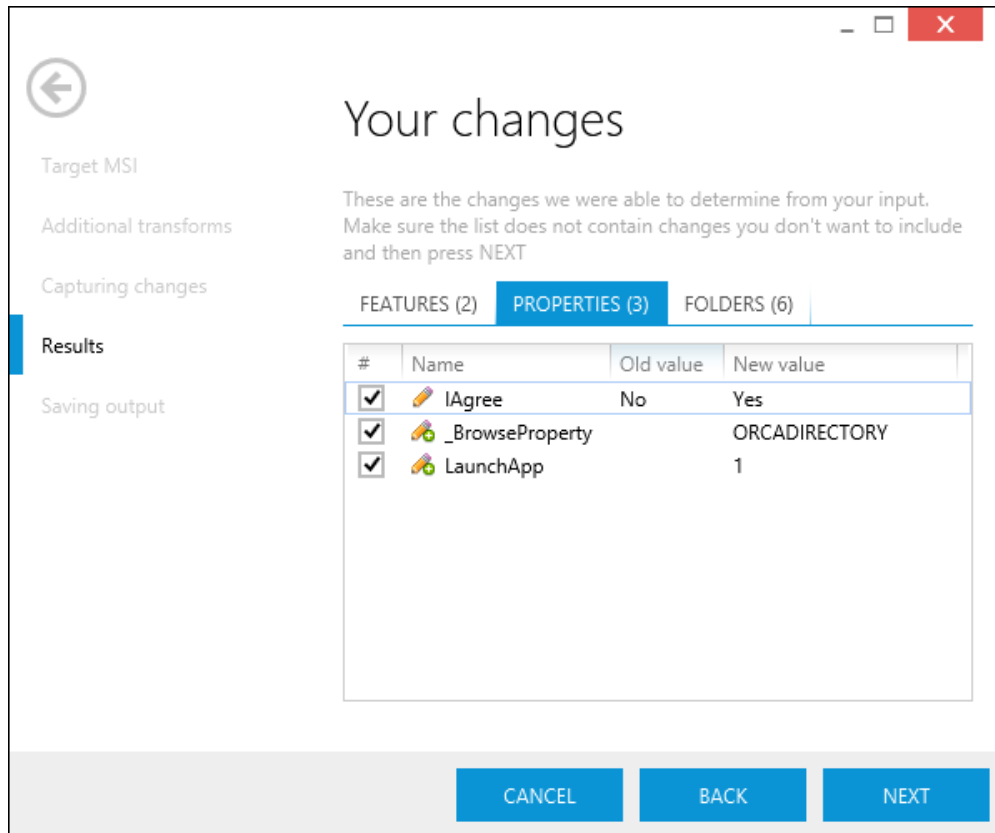 Your changes
Target MSI
Additional transforms
Capturing changes
Results
Saving output
These are the changes we were able to determine from your input.
Make sure the list does not contain changes you don't want to include
and then press NEXT
FEATURES (2) PROPERTIES (3) FOLDERS (6)
# Name Old value New value
IAgree No Yes
_BrowseProperty ORCADIRECTORY
LaunchApp 1
CANCEL BACK NEXT